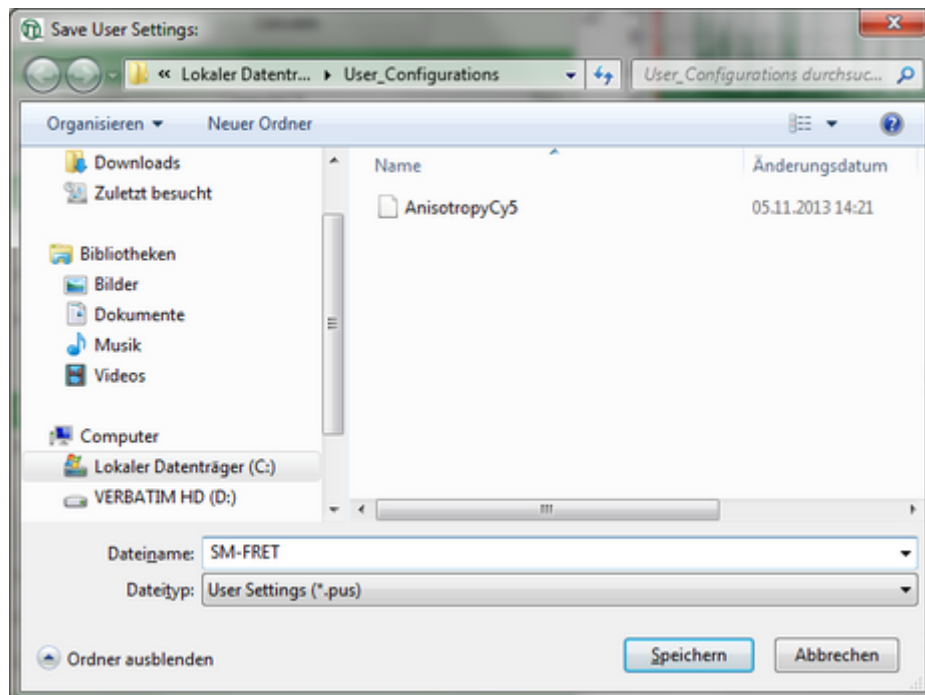 Save User Settings:
« Lokaler Datentr... ▸ User_Configurations
User_Configurations durchsuc...
Organisieren Neuer Ordner
Downloads
Zuletzt besucht
Bibliotheken
Bilder
Dokumente
Musik
Videos
Computer
Lokaler Datenträger (C:)
VERBATIM HD (D:)
Name Änderungsdatum
AnisotropyCy5 05.11.2013 14:21
Dateiname: SM-FRET
Dateityp: User Settings (*.pus)
Ordner ausblenden Speichern Abbrechen